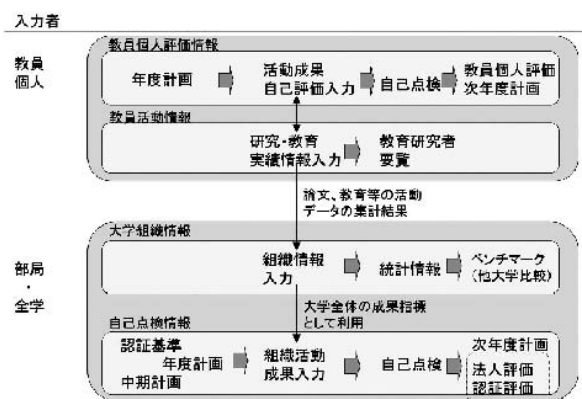 入力者
教員個人評価情報
教員
個人
年度計画
活動成果
自己評価入力
自己点検
教員個人評価
次年度計画
教員活動情報
研究・教育
実績情報入力
教育研究者
要覧
論文、教育等の活動
データの集計結果
大学組織情報
部局
・
全学
組織情報
入力
統計情報
ベンチマーク
(他大学比較)
大学全体の成果指標
として利用
自己点検情報
認証基準
年度計画
中期計画
組織活動
成果入力
自己点検
次年度計画
法人評価
認証評価